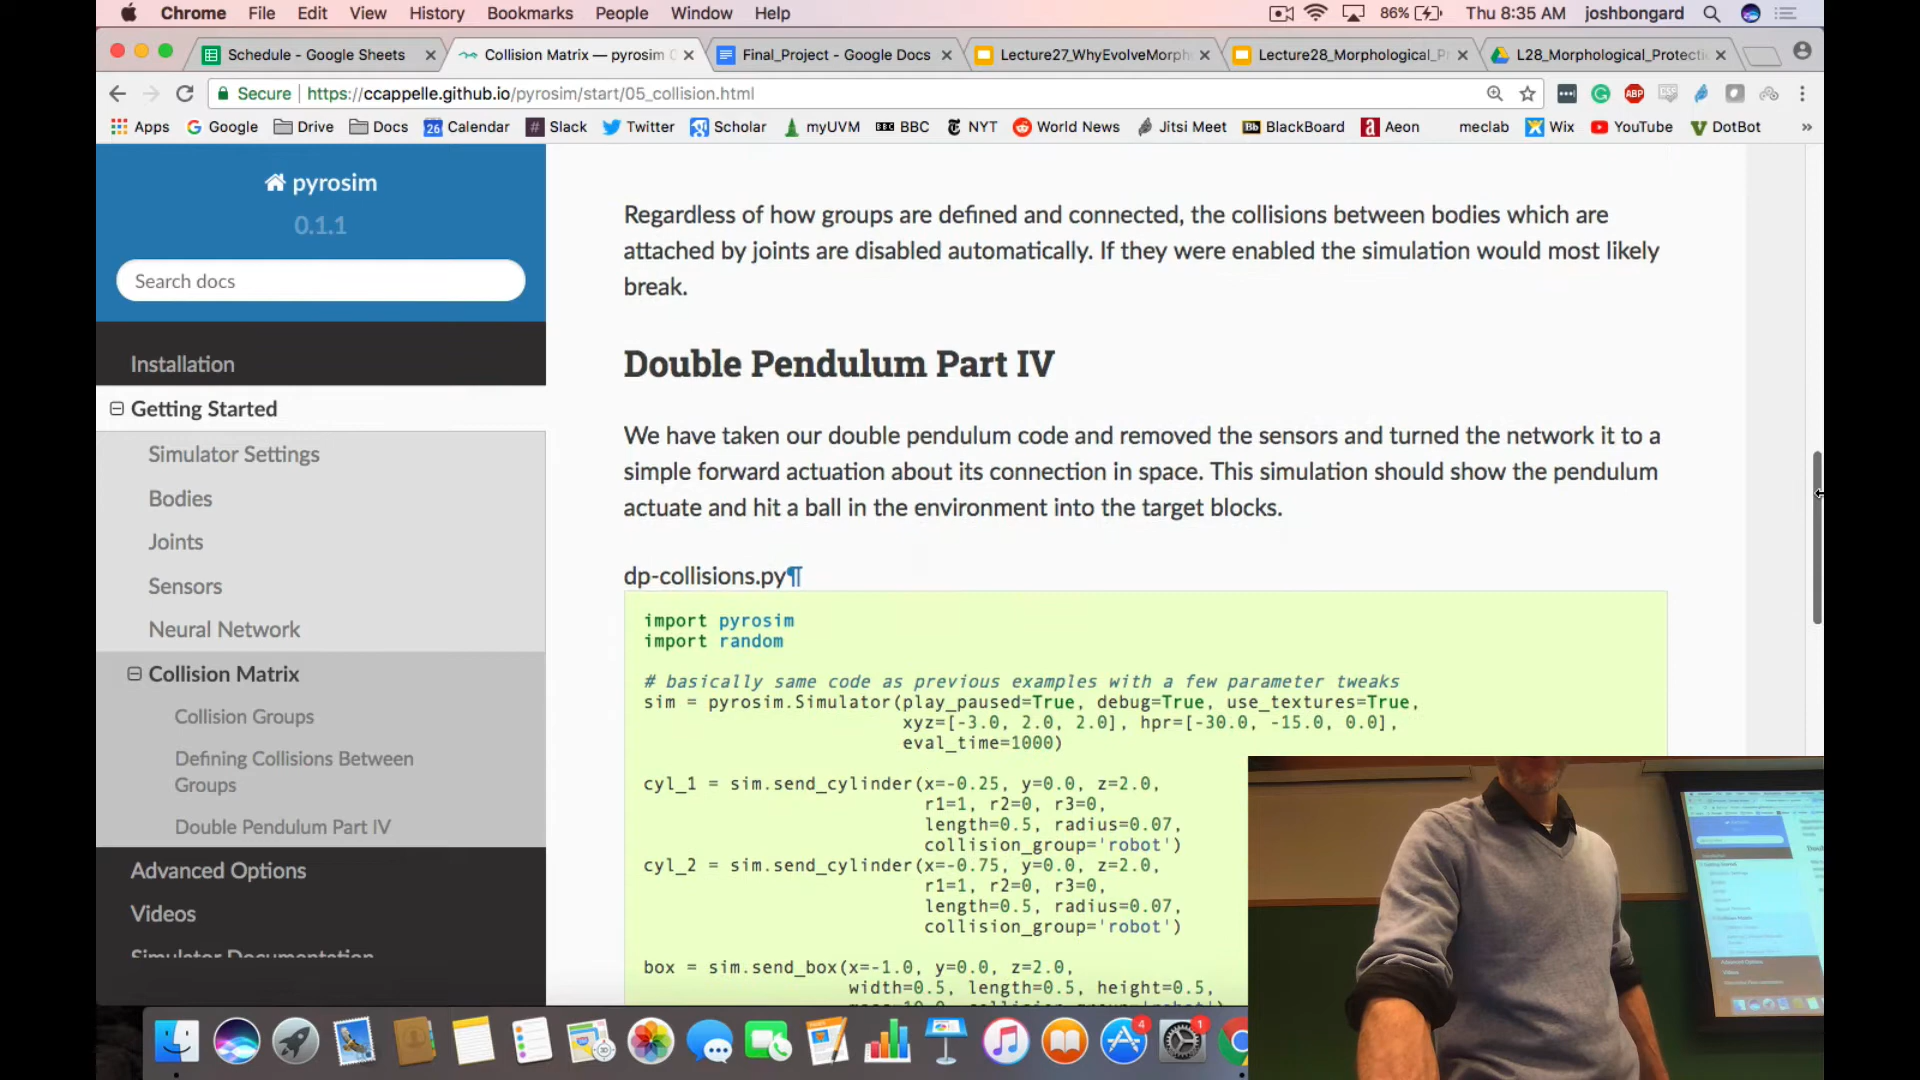 Chrome File Edit View History Bookmarks People Window Help 86% Thu 8:35 AM joshbongard
Schedule - Google Sheets Collision Matrix — pyrosim 0 Final_Project - Google Docs Lecture27_WhyEvolveMorph Lecture28_Morphological_P L28_Morphological_Protecti
Secure https://ccappelle.github.io/pyrosim/start/05_collision.html
Apps Google Drive Docs Calendar Slack Twitter Scholar myUVM BBC NYT World News Jitsi Meet BlackBoard Aeon meclab Wix YouTube DotBot »
pyrosim
0.1.1
Search docs
Installation
Getting Started
Simulator Settings
Bodies
Joints
Sensors
Neural Network
Collision Matrix
Collision Groups
Defining Collisions Between
Groups
Double Pendulum Part IV
Advanced Options
Videos
Simulator Documentation
Regardless of how groups are defined and connected, the collisions between bodies which are
attached by joints are disabled automatically. If they were enabled the simulation would most likely
break.
Double Pendulum Part IV
We have taken our double pendulum code and removed the sensors and turned the network it to a
simple forward actuation about its connection in space. This simulation should show the pendulum
actuate and hit a ball in the environment into the target blocks.
dp-collisions.py¶
import pyrosim
import random
# basically same code as previous examples with a few parameter tweaks
sim = pyrosim.Simulator(play_paused=True, debug=True, use_textures=True,
xyz=[-3.0, 2.0, 2.0], hpr=[-30.0, -15.0, 0.0],
eval_time=1000)
cyl_1 = sim.send_cylinder(x=-0.25, y=0.0, z=2.0,
r1=1, r2=0, r3=0,
length=0.5, radius=0.07,
collision_group='robot')
cyl_2 = sim.send_cylinder(x=-0.75, y=0.0, z=2.0,
r1=1, r2=0, r3=0,
length=0.5, radius=0.07,
collision_group='robot')
box = sim.send_box(x=-1.0, y=0.0, z=2.0,
width=0.5, length=0.5, height=0.5,